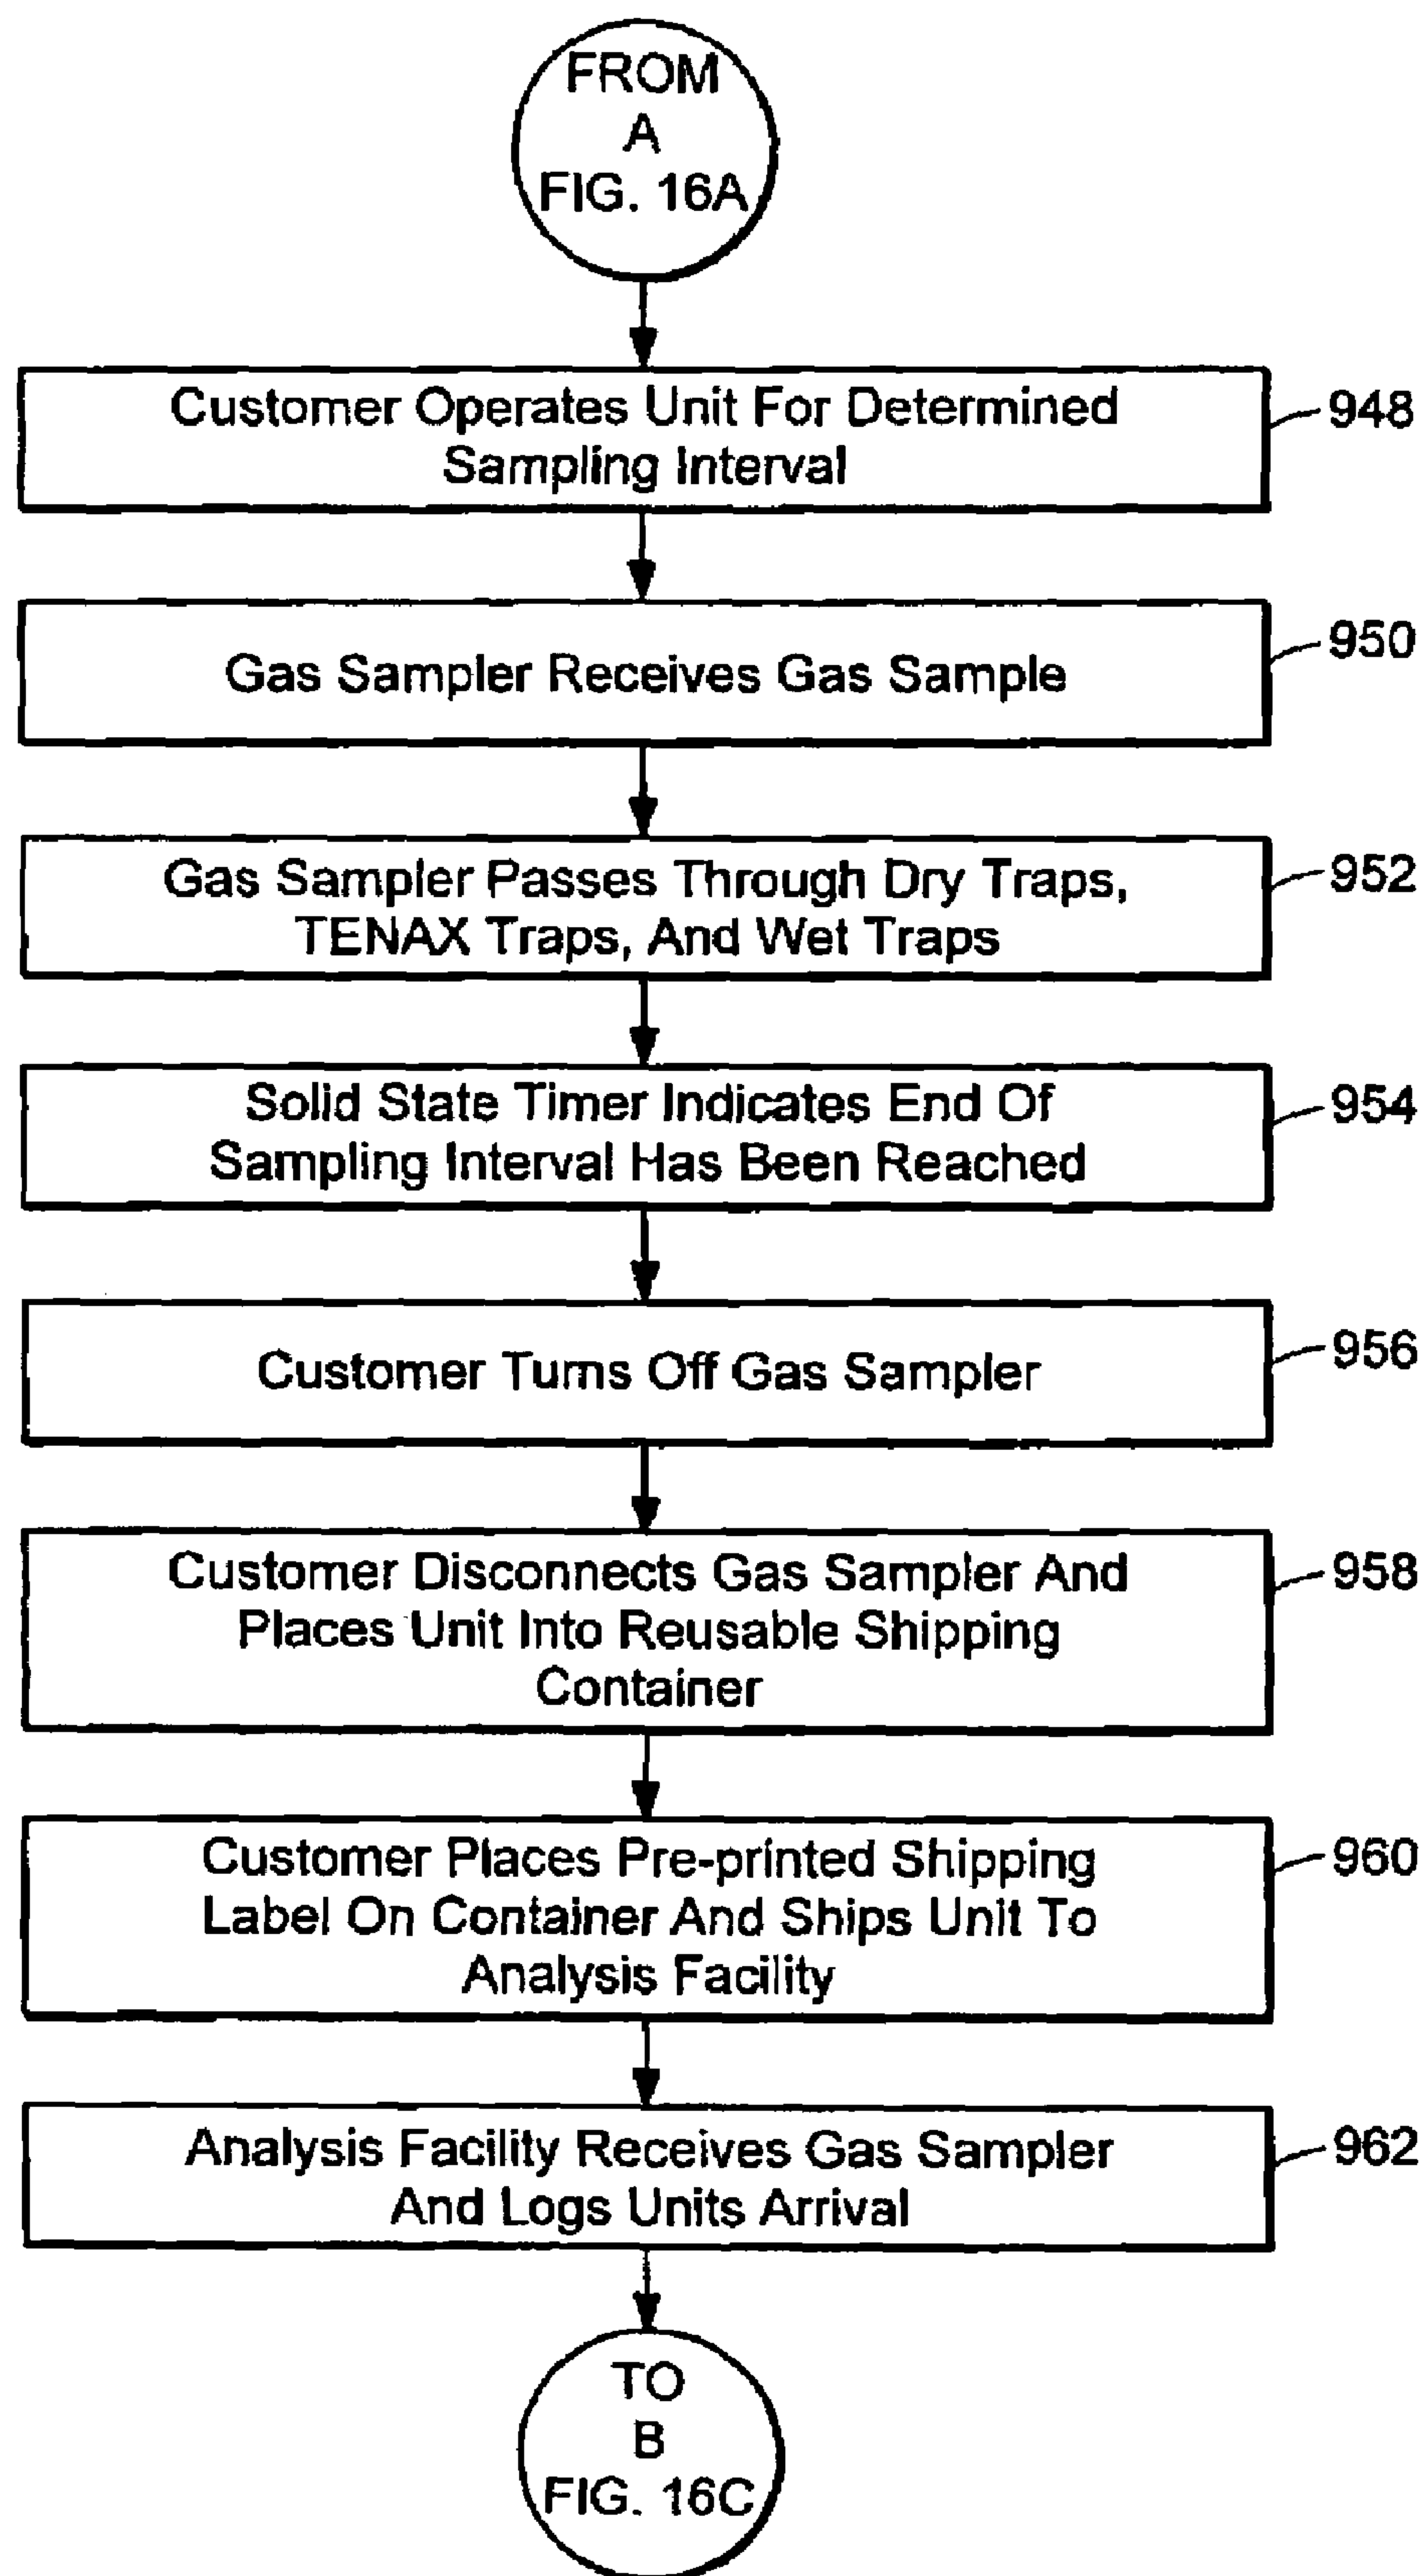 FROM
A
FIG. 16A
Customer Operates Unit For Determined
Sampling Interval
948
Gas Sampler Receives Gas Sample
950
Gas Sampler Passes Through Dry Traps,
TENAX Traps, And Wet Traps
952
Solid State Timer Indicates End Of
Sampling Interval Has Been Reached
954
Customer Turns Off Gas Sampler
956
Customer Disconnects Gas Sampler And
Places Unit Into Reusable Shipping
Container
958
Customer Places Pre-printed Shipping
Label On Container And Ships Unit To
Analysis Facility
960
Analysis Facility Receives Gas Sampler
And Logs Units Arrival
962
TO
B
FIG. 16C